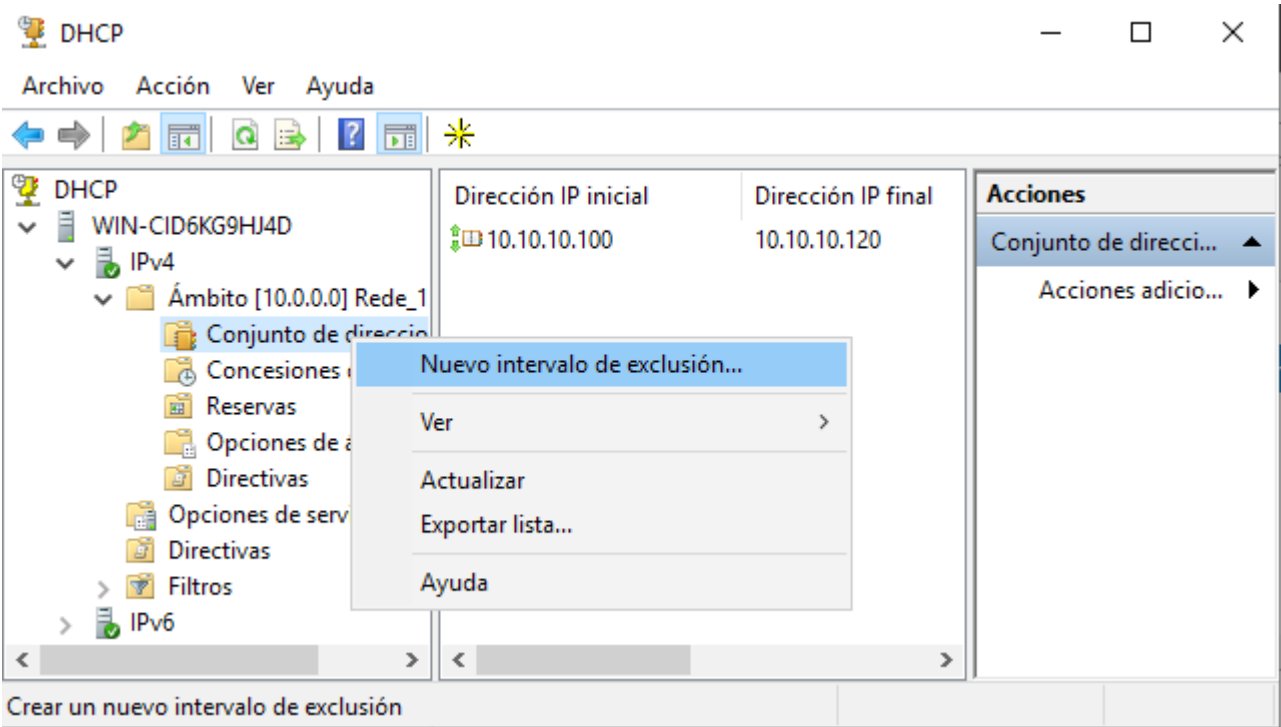 DHCP
Archivo Acción Ver Ayuda
DHCP
WIN-CID6KG9HJ4D
IPv4
Ámbito [10.0.0.0] Rede_1
Conjunto de direccio
Concesiones
Reservas
Opciones de
Directivas
Opciones de serv
Directivas
Filtros
IPv6
Dirección IP inicial Dirección IP final
10.10.10.100 10.10.10.120
Nuevo intervalo de exclusión...
Ver
Actualizar
Exportar lista...
Ayuda
Acciones
Conjunto de direcci...
Acciones adicio...
Crear un nuevo intervalo de exclusión